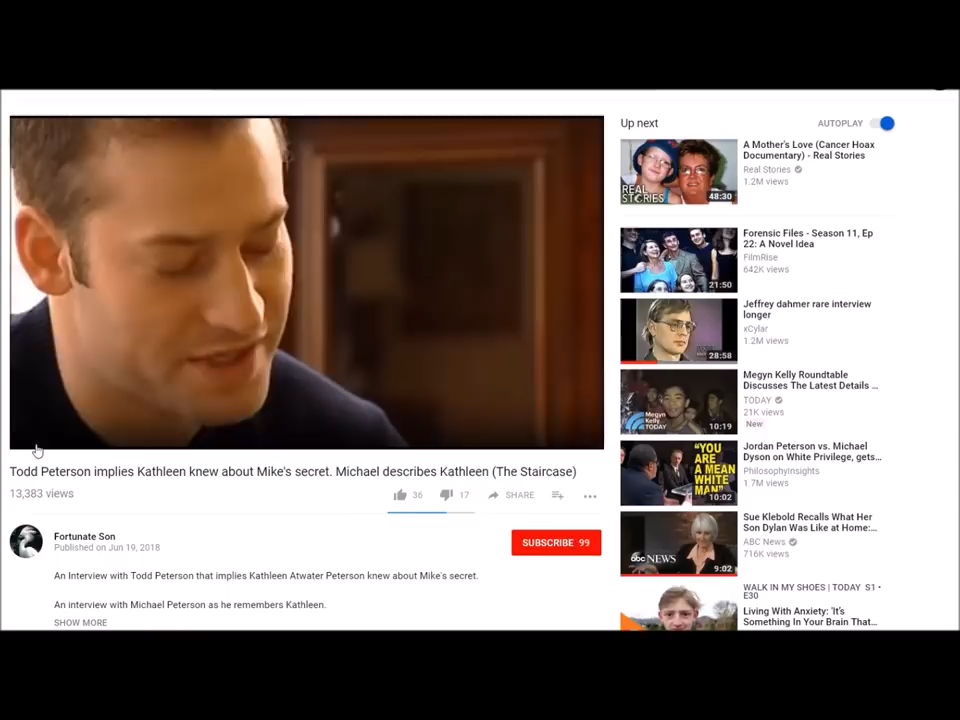 Up next
AUTOPLAY
A Mother's Love (Cancer Hoax
Documentary) - Real Stories
Real Stories
1.2M views
REAL
STORIES
48:30
Forensic Files - Season 11, Ep
22: A Novel Idea
FilmRise
642K views
21:50
Jeffrey dahmer rare interview
longer
xCylar
1.2M views
28:58
Megyn Kelly Roundtable
Discusses The Latest Details ...
TODAY
21K views
New
Megyn
Kelly
TODAY
10:19
Jordan Peterson vs. Michael
Dyson on White Privilege, gets...
PhilosophyInsights
1.7M views
"YOU
ARE A
MEAN
WHITE
MAN"
10:02
Sue Klebold Recalls What Her
Son Dylan Was Like at Home:...
ABC News
716K views
abc NEWS
9:02
WALK IN MY SHOES | TODAY S1 •
E30
Living With Anxiety: 'It's
Something In Your Brain That...
Todd Peterson implies Kathleen knew about Mike's secret. Michael describes Kathleen (The Staircase)
13,383 views
36
17
SHARE
Fortunate Son
Published on Jun 19, 2018
SUBSCRIBE 99
An Interview with Todd Peterson that implies Kathleen Atwater Peterson knew about Mike's secret.
An interview with Michael Peterson as he remembers Kathleen.
SHOW MORE